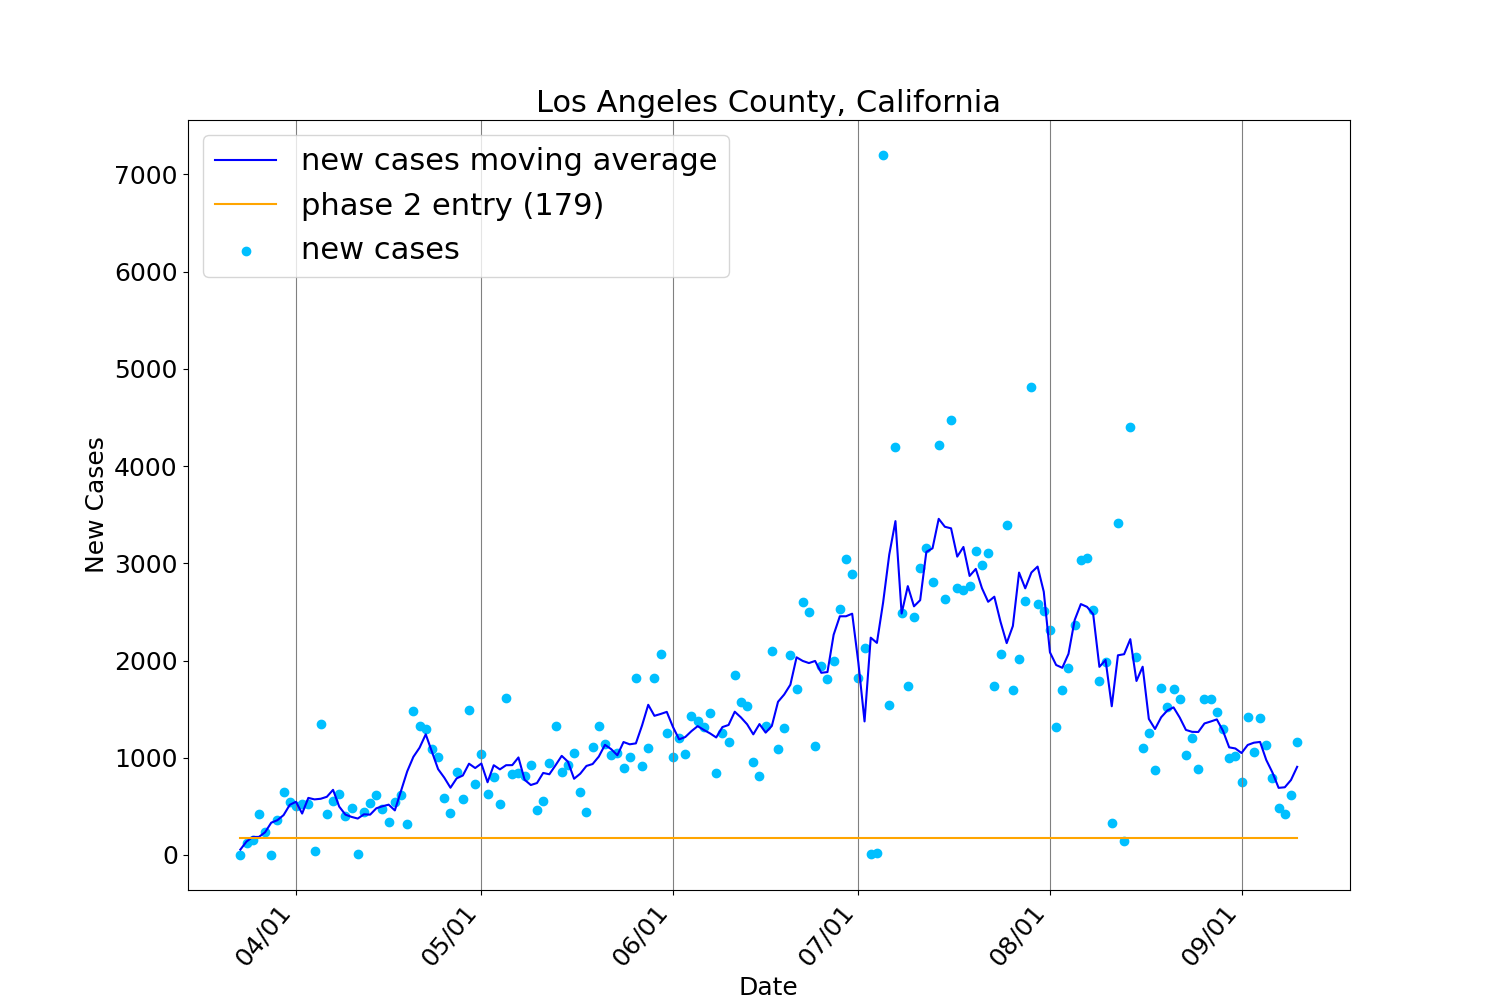 Los Angeles County, California
new cases moving average
phase 2 entry (179)
new cases
7000
6000
5000
4000
3000
2000
1000
0
New Cases
04/01
05/01
06/01
07/01
08/01
09/01
Date